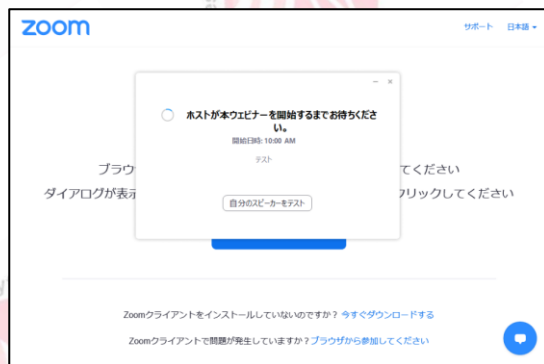 zoom
サポート 日本語
ホストが本ウエビナーを開始するまでお待ちくださ
い。
開始日時: 10:00 AM
テスト
ブラウ
てください
ダイアログが表示
フリックしてください
自分のスピーカーをテスト
Zoomクライアントをインストールしていないのですか? 今すぐダウンロードする
Zoomクライアントで問題が発生していますか?ブラウザから参加してください